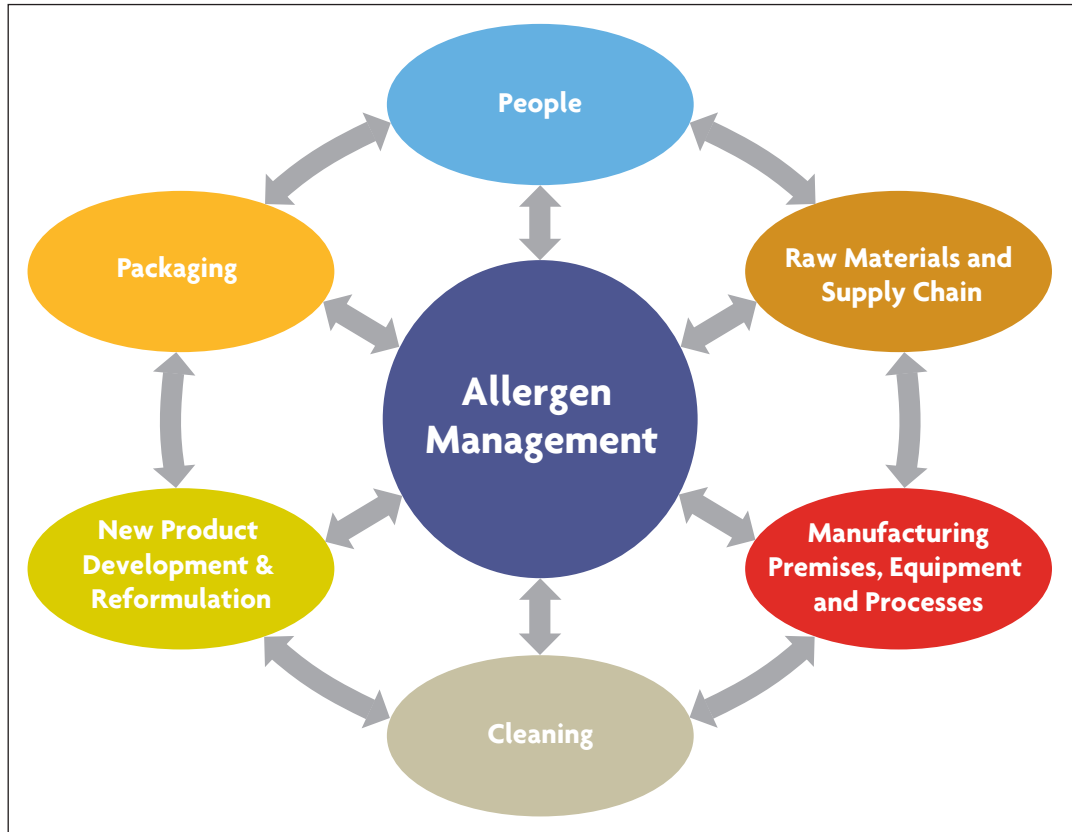 People
Packaging
Raw Materials and
Supply Chain
Allergen
Management
New Product
Development &
Reformulation
Manufacturing
Premises, Equipment
and Processes
Cleaning